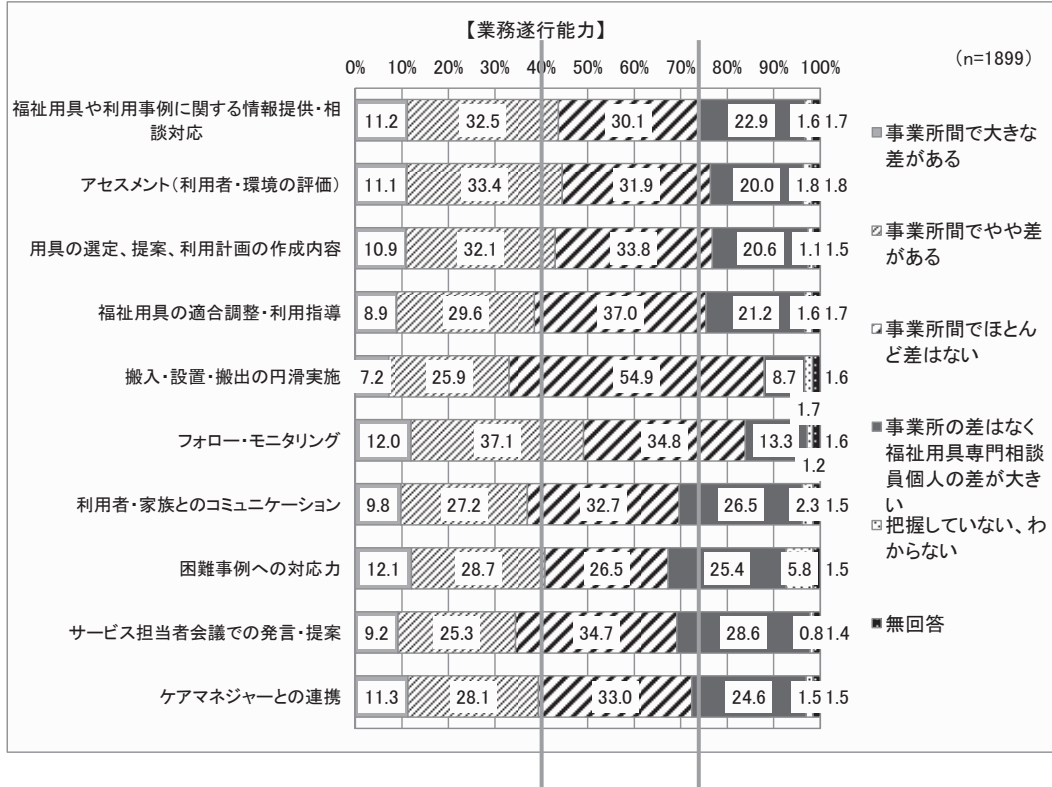 【業務遂行能力】
(n=1899)
0% 10% 20% 30% 40% 50% 60% 70% 80% 90% 100%
福祉用具や利用事例に関する情報提供・相
談対応
11.2 32.5 30.1 22.9 1.6 1.7
アセスメント(利用者・環境の評価)
11.1 33.4 31.9 20.0 1.8 1.8
用具の選定、提案、利用計画の作成内容
10.9 32.1 33.8 20.6 1.1 1.5
福祉用具の適合調整・利用指導
8.9 29.6 37.0 21.2 1.6 1.7
搬入・設置・搬出の円滑実施
7.2 25.9 54.9 8.7 1.6
1.7
フォロー・モニタリング
12.0 37.1 34.8 13.3 1.6
1.2
利用者・家族とのコミュニケーション
9.8 27.2 32.7 26.5 2.3 1.5
困難事例への対応力
12.1 28.7 26.5 25.4 5.8 1.5
サービス担当者会議での発言・提案
9.2 25.3 34.7 28.6 0.8 1.4
ケアマネジャーとの連携
11.3 28.1 33.0 24.6 1.5 1.5
事業所間で大きな
差がある
事業所間でやや差
がある
事業所間でほとん
ど差はない
事業所の差はなく
福祉用具専門相談
員個人の差が大き
い
把握していない、わ
からない
無回答